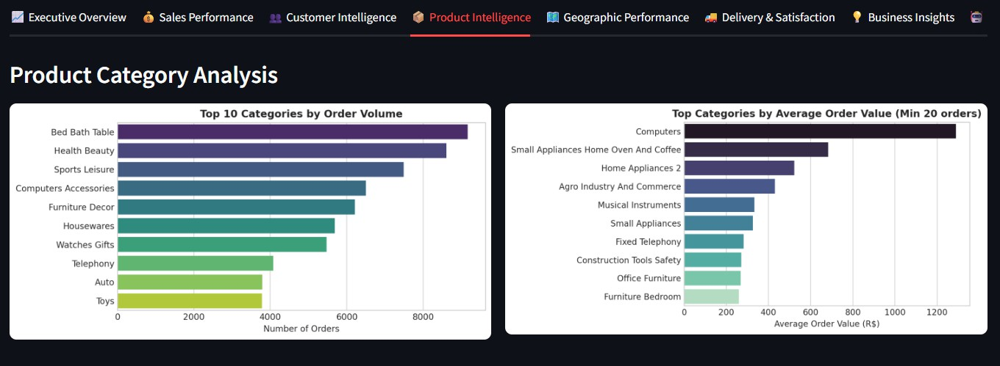 Executive Overview Sales Performance Customer Intelligence Product Intelligence Geographic Performance Delivery & Satisfaction Business Insights
Product Category Analysis
Top 10 Categories by Order Volume
Bed Bath Table
Health Beauty
Sports Leisure
Computers Accessories
Furniture Decor
Housewares
Watches Gifts
Telephony
Auto
Toys
0 2000 4000 6000 8000
Number of Orders
Top Categories by Average Order Value (Min 20 orders)
Computers
Small Appliances Home Oven And Coffee
Home Appliances 2
Agro Industry And Commerce
Musical Instruments
Small Appliances
Fixed Telephony
Construction Tools Safety
Office Furniture
Furniture Bedroom
0 200 400 600 800 1000 1200
Average Order Value (R$)